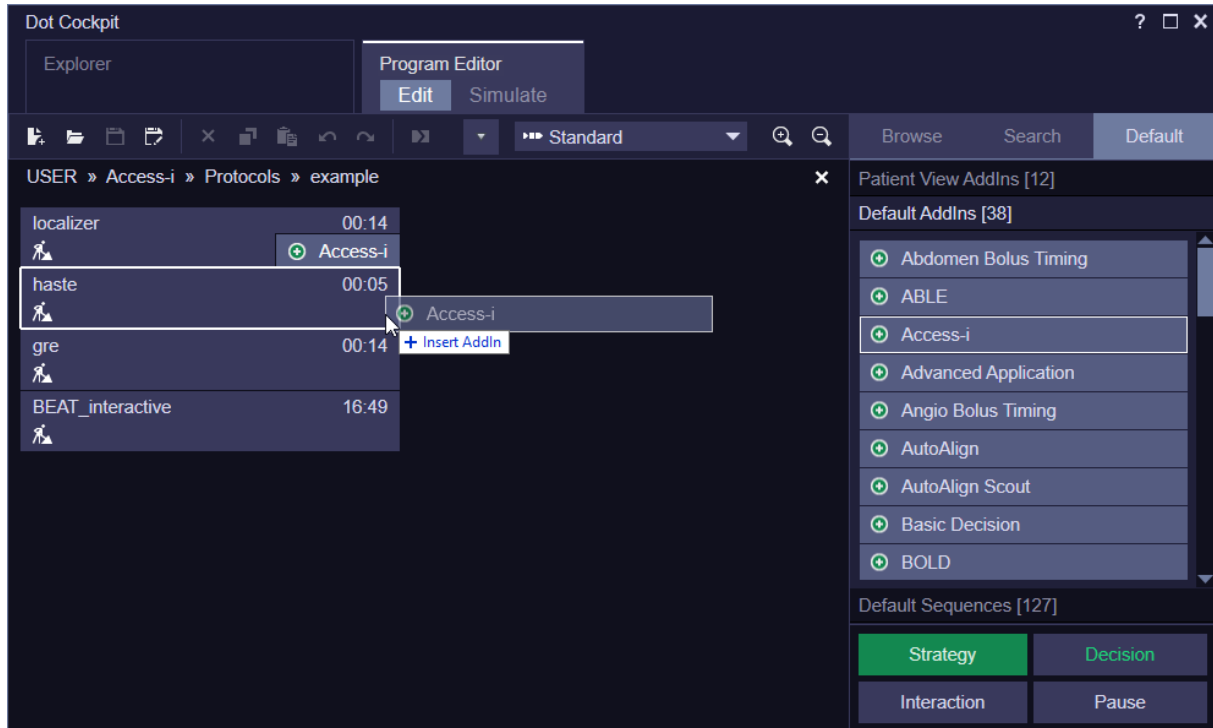 Dot Cockpit
?
Explorer
Program Editor
Edit Simulate
Standard
Browse Search Default
USER » Access-i » Protocols » example
localizer 00:14
Access-i
haste 00:05
Access-i
Insert AddIn
gre 00:14
BEAT_interactive 16:49
Patient View AddIns [12]
Default AddIns [38]
Abdomen Bolus Timing
ABLE
Access-i
Advanced Application
Angio Bolus Timing
AutoAlign
AutoAlign Scout
Basic Decision
BOLD
Default Sequences [127]
Strategy Decision
Interaction Pause